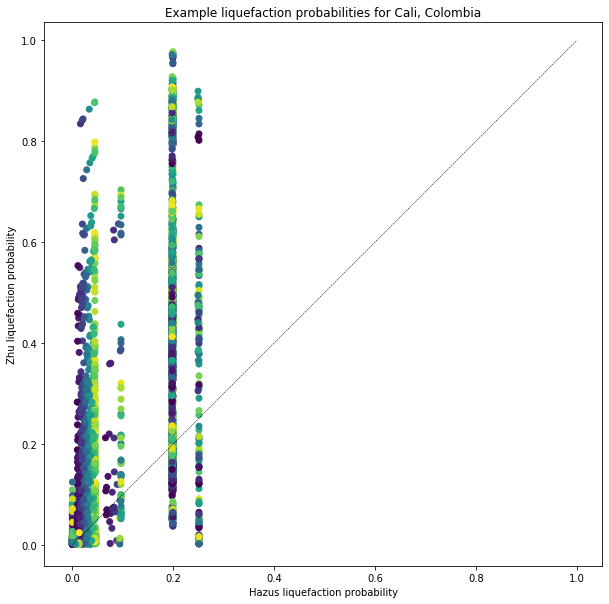 Example liquefaction probabilities for Cali, Colombia
1.0
0.8
0.6
0.4
0.2
0.0
Zhu liquefaction probability
0.0 0.2 0.4 0.6 0.8 1.0
Hazus liquefaction probability